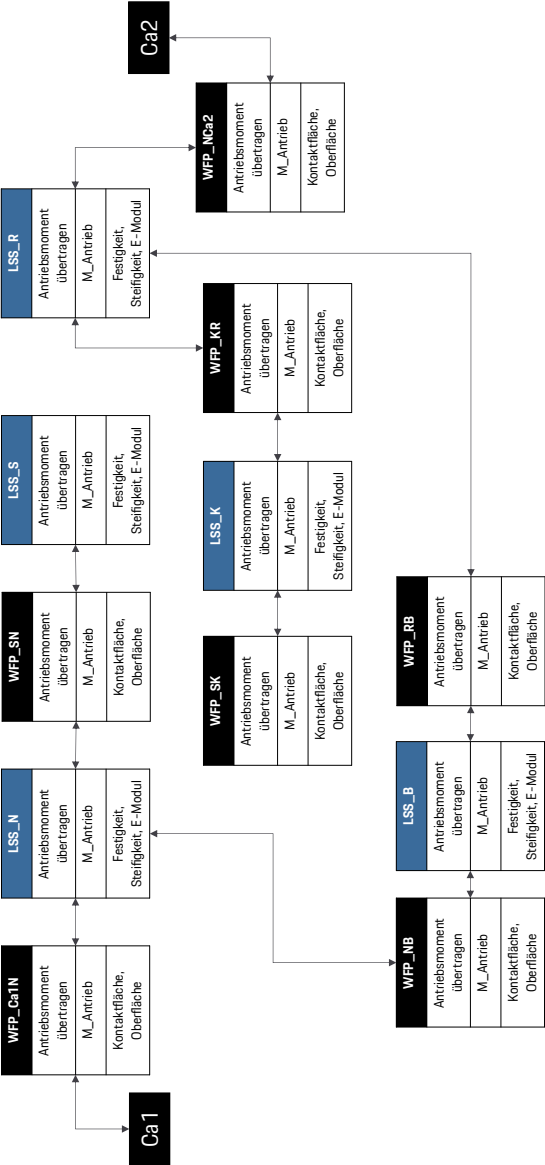 Ca1
WFP_Ca1N
Antriebsmoment
übertragen
M_Antrieb
Kontaktfläche,
Oberfläche
LSS_N
Antriebsmoment
übertragen
M_Antrieb
Festigkeit,
Steifigkeit, E-Modul
WFP_SN
Antriebsmoment
übertragen
M_Antrieb
Kontaktfläche,
Oberfläche
LSS_S
Antriebsmoment
übertragen
M_Antrieb
Festigkeit,
Steifigkeit, E-Modul
LSS_R
Antriebsmoment
übertragen
M_Antrieb
Festigkeit,
Steifigkeit, E-Modul
Ca2
WFP_SK
Antriebsmoment
übertragen
M_Antrieb
Kontaktfläche,
Oberfläche
LSS_K
Antriebsmoment
übertragen
M_Antrieb
Festigkeit,
Steifigkeit, E-Modul
WFP_KR
Antriebsmoment
übertragen
M_Antrieb
Kontaktfläche,
Oberfläche
WFP_NCa2
Antriebsmoment
übertragen
M_Antrieb
Kontaktfläche,
Oberfläche
WFP_NB
Antriebsmoment
übertragen
M_Antrieb
Kontaktfläche,
Oberfläche
LSS_B
Antriebsmoment
übertragen
M_Antrieb
Festigkeit,
Steifigkeit, E-Modul
WFP_RB
Antriebsmoment
übertragen
M_Antrieb
Kontaktfläche,
Oberfläche